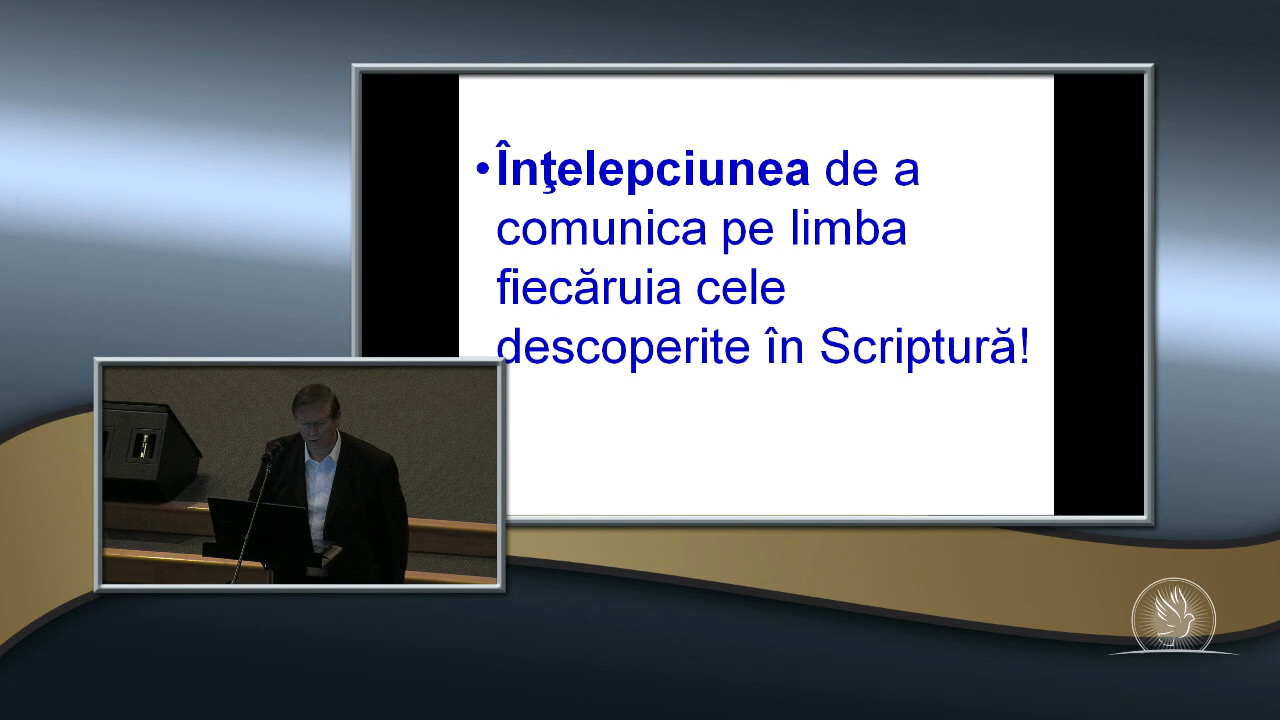 •Înţelepciunea de a
comunica pe limba
fiecăruia cele
descoperite în Scriptură!